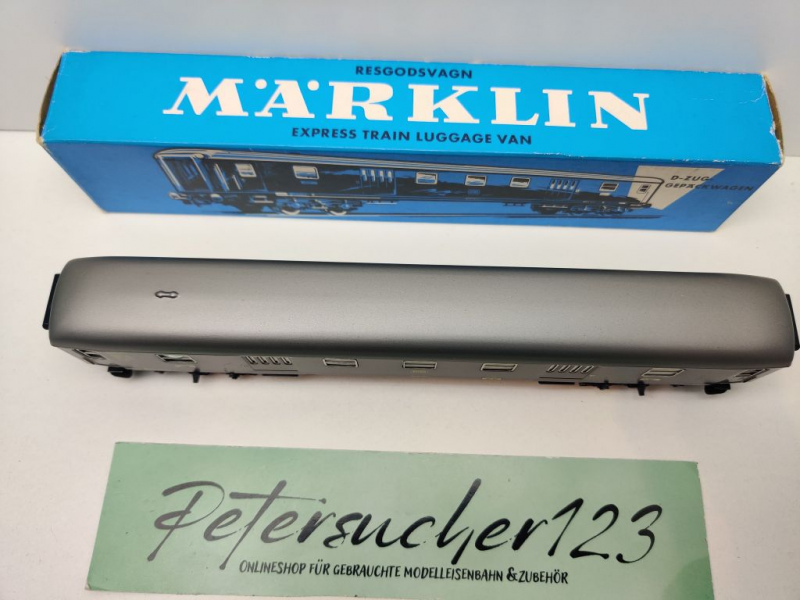 RESGODSVAGN
MÄRKLIN
EXPRESS TRAIN LUGGAGE VAN
D-ZUG
GEPÄCKWAGEN
Petersucher123
ONLINESHOP FÜR GEBRAUCHTE MODELLEISENBAHN & ZUBEHÖR